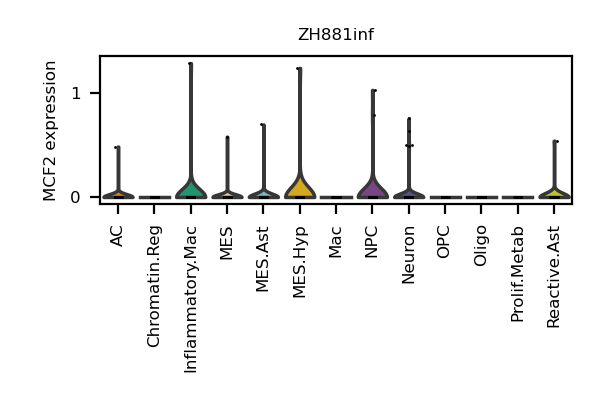 ZH881inf
MCF2 expression
1
0
AC
Chromatin.Reg
Inflammatory.Mac
MES
MES.Ast
MES.Hyp
Mac
NPC
Neuron
OPC
Oligo
Prolif.Metab
Reactive.Ast